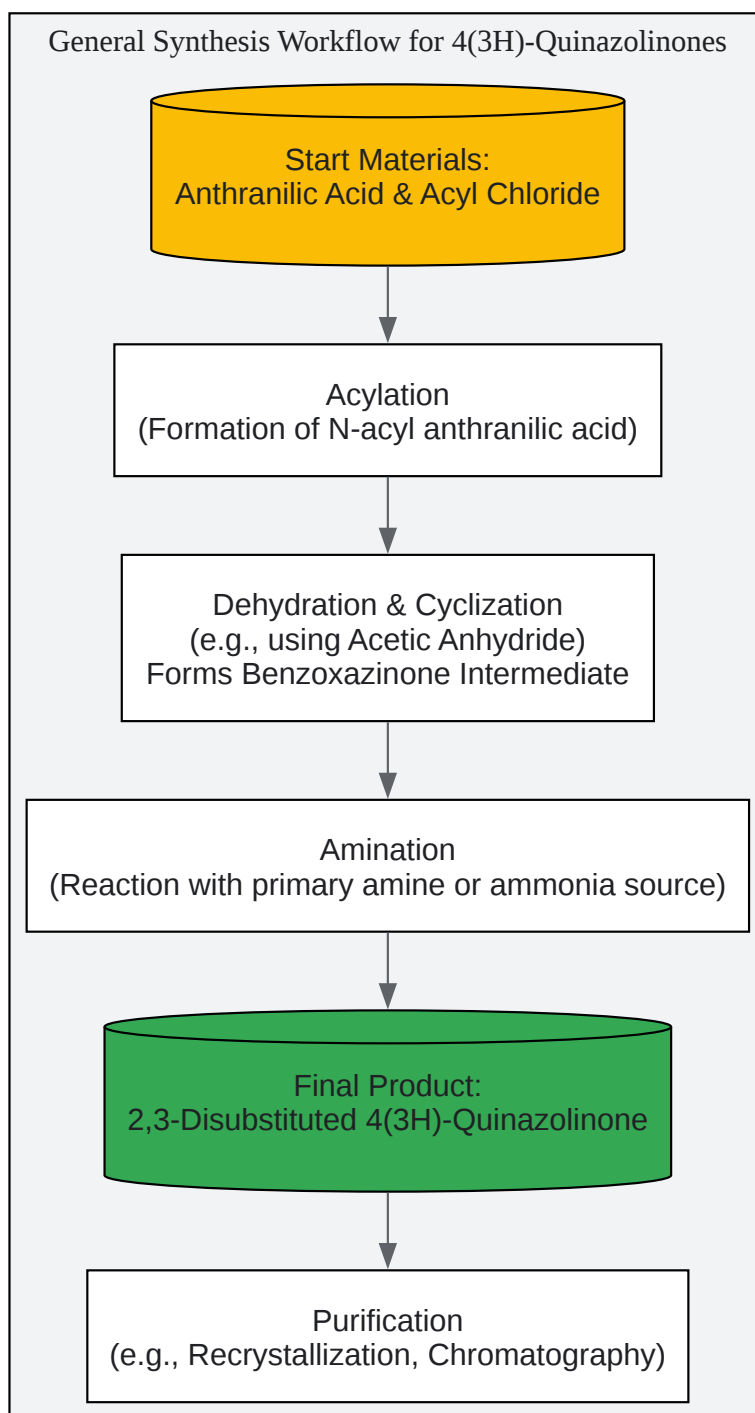 General Synthesis Workflow for 4(3H)-Quinazolinones
Start Materials:
Anthranilic Acid & Acyl Chloride
Acylation
(Formation of N-acyl anthranilic acid)
Dehydration & Cyclization
(e.g., using Acetic Anhydride)
Forms Benzoxazinone Intermediate
Amination
(Reaction with primary amine or ammonia source)
Final Product:
2,3-Disubstituted 4(3H)-Quinazolinone
Purification
(e.g., Recrystallization, Chromatography)